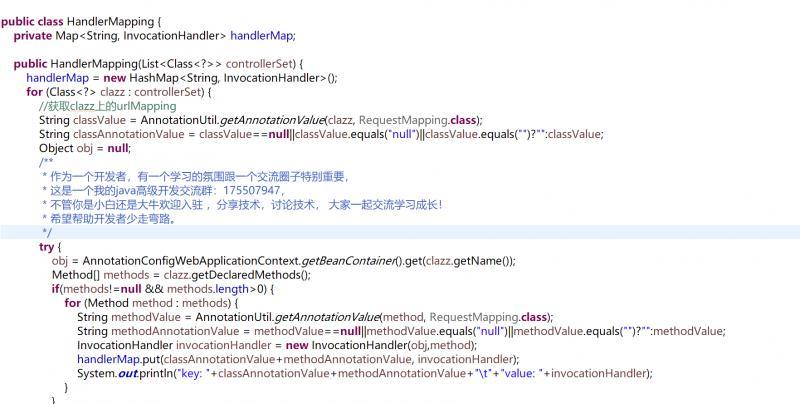 public class HandlerMapping {
private Map<String, InvocationHandler> handlerMap;
public HandlerMapping(List<Class<?>> controllerSet) {
handlerMap = new HashMap<String, InvocationHandler>();
for (Class<?> clazz : controllerSet) {
//获取clazz上的urlMapping
String classValue = AnnotationUtil.getAnnotationValue(clazz, RequestMapping.class);
String classAnnotationValue = classValue==null||classValue.equals("null")||classValue.equals("")?"":classValue;
Object obj = null;
/**
* 作为一个开发者，有一个学习的氛围跟一个交流圈子特别重要，
* 这是一个我的java高级开发交流群：175507947，
* 不管你是小白还是大牛欢迎入驻 ，分享技术，讨论技术， 大家一起交流学习成长！
* 希望帮助开发者少走弯路。
*/
try {
obj = AnnotationConfigWebApplicationContext.getBeanContainer().get(clazz.getName());
Method[] methods = clazz.getDeclaredMethods();
if(methods!=null && methods.length>0) {
for (Method method : methods) {
String methodValue = AnnotationUtil.getAnnotationValue(method, RequestMapping.class);
String methodAnnotationValue = methodValue==null||methodValue.equals("null")||methodValue.equals("")?"":methodValue;
InvocationHandler invocationHandler = new InvocationHandler(obj,method);
handlerMap.put(classAnnotationValue+methodAnnotationValue, invocationHandler);
System.out.println("key: "+classAnnotationValue+methodAnnotationValue+"\t"+"value: "+invocationHandler);
}
}